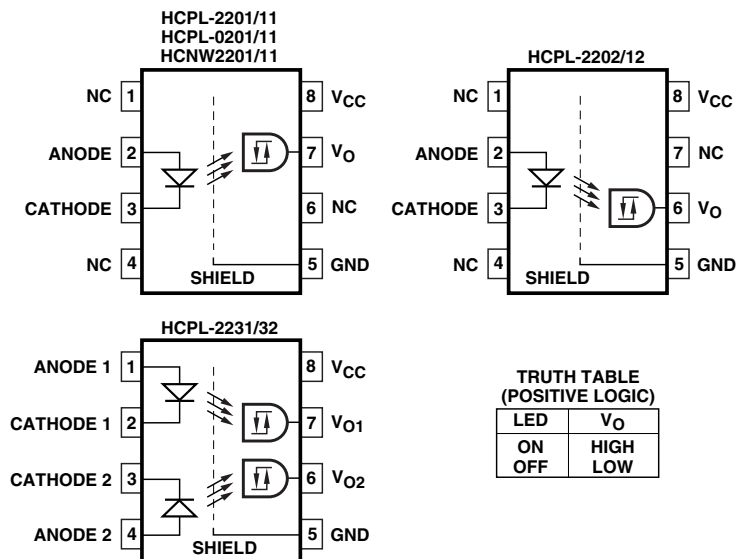 HCPL-2201/11
HCPL-0201/11
HCNW2201/11
NC 1 8 VCC
ANODE 2 7 VO
CATHODE 3 6 NC
NC 4 5 GND
SHIELD
HCPL-2202/12
NC 1 8 VCC
ANODE 2 7 NC
CATHODE 3 6 VO
NC 4 5 GND
SHIELD
HCPL-2231/32
ANODE 1 1 8 VCC
CATHODE 1 2 7 VO1
CATHODE 2 3 6 VO2
ANODE 2 4 5 GND
SHIELD
TRUTH TABLE
(POSITIVE LOGIC)
LED VO
ON HIGH
OFF LOW